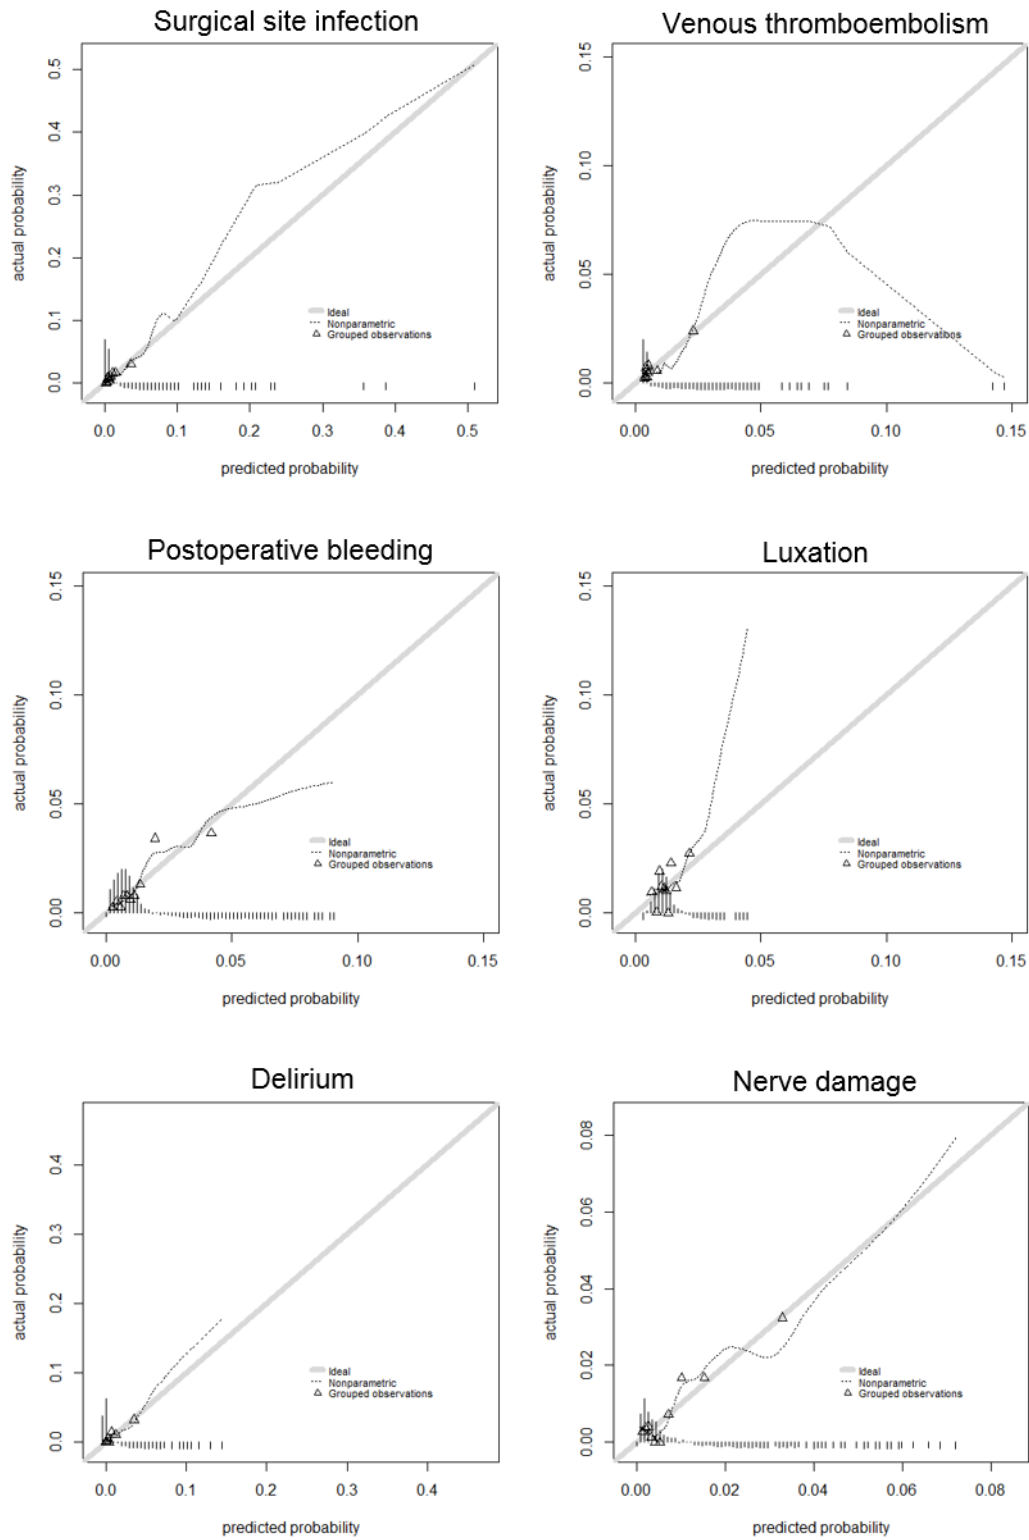 Surgical site infection
actual probability
0.5
0.4
0.3
0.2
0.1
0.0
Ideal
Nonparametric
Grouped observations
0.0 0.1 0.2 0.3 0.4 0.5
predicted probability
Venous thromboembolism
actual probability
0.15
0.10
0.05
0.00
Ideal
Nonparametric
Grouped observations
0.00 0.05 0.10 0.15
predicted probability
Postoperative bleeding
actual probability
0.15
0.10
0.05
0.00
Ideal
Nonparametric
Grouped observations
0.00 0.05 0.10 0.15
predicted probability
Luxation
actual probability
0.15
0.10
0.05
0.00
Ideal
Nonparametric
Grouped observations
0.00 0.05 0.10 0.15
predicted probability
Delirium
actual probability
0.4
0.3
0.2
0.1
0.0
Ideal
Nonparametric
Grouped observations
0.0 0.1 0.2 0.3 0.4
predicted probability
Nerve damage
actual probability
0.08
0.06
0.04
0.02
0.00
Ideal
Nonparametric
Grouped observations
0.00 0.02 0.04 0.06 0.08
predicted probability